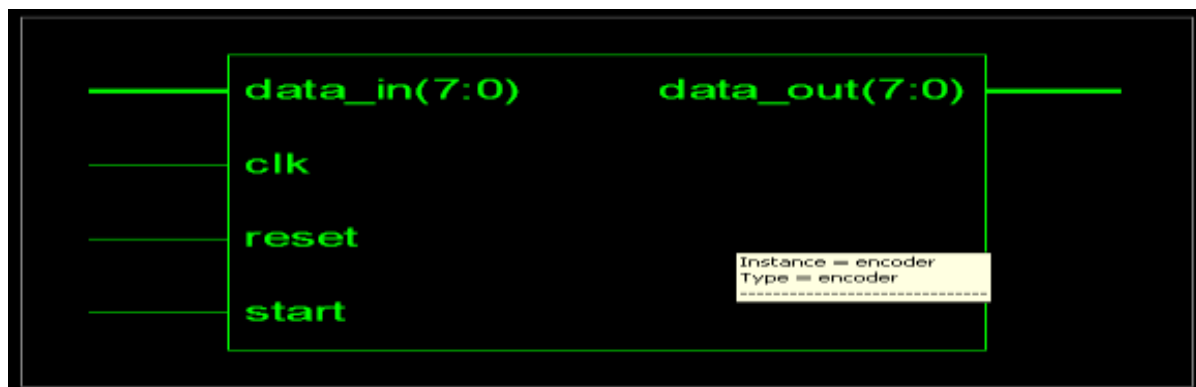 data_in(7:0) data_out(7:0)
clk
reset
start
Instance = encoder
Type = encoder
------------------------------